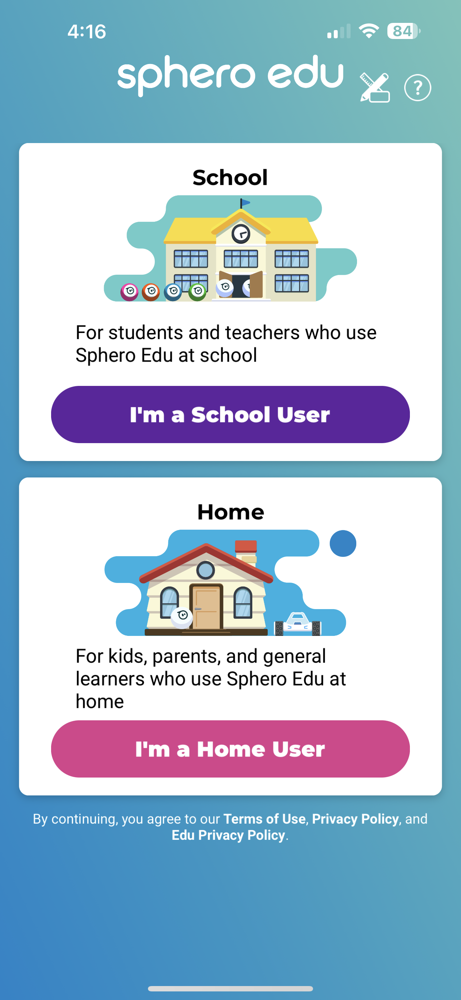 4:16
84
sphero edu
?
School
For students and teachers who use
Sphero Edu at school
I'm a School User
Home
For kids, parents, and general
learners who use Sphero Edu at
home
I'm a Home User
By continuing, you agree to our Terms of Use, Privacy Policy, and
Edu Privacy Policy.